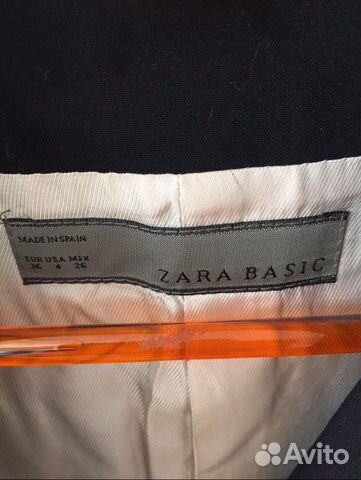 MADE IN SPAIN
EUR USA MEX
36 4 26
ZARA BASIC
Avito